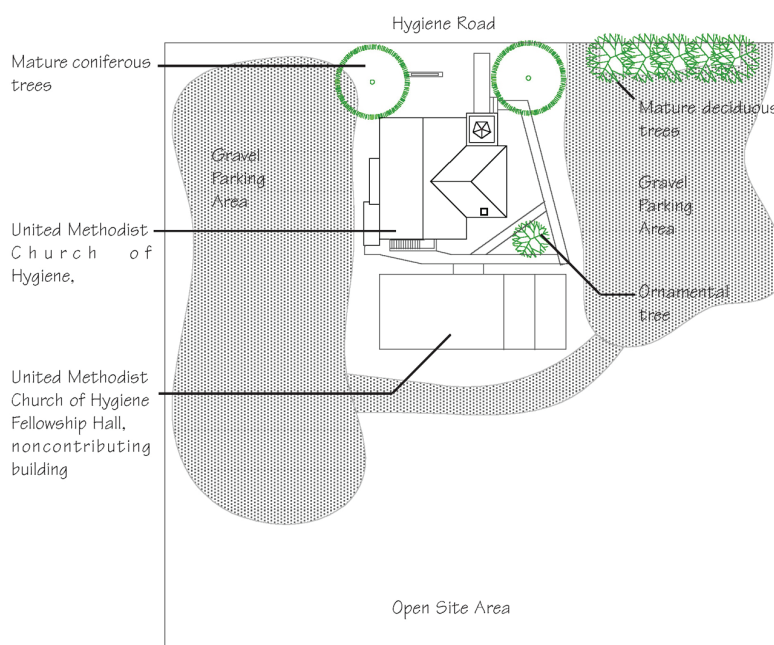 Hygiene Road
Mature coniferous
trees
Mature deciduous
trees
Gravel
Parking
Area
Gravel
Parking
Area
United Methodist
Church of
Hygiene,
Ornamental
tree
United Methodist
Church of Hygiene
Fellowship Hall,
noncontributing
building
Open Site Area